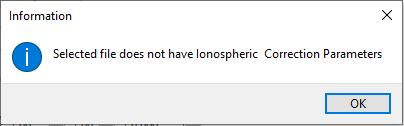 Information
Selected file does not have Ionospheric  Correction Parameters
OK